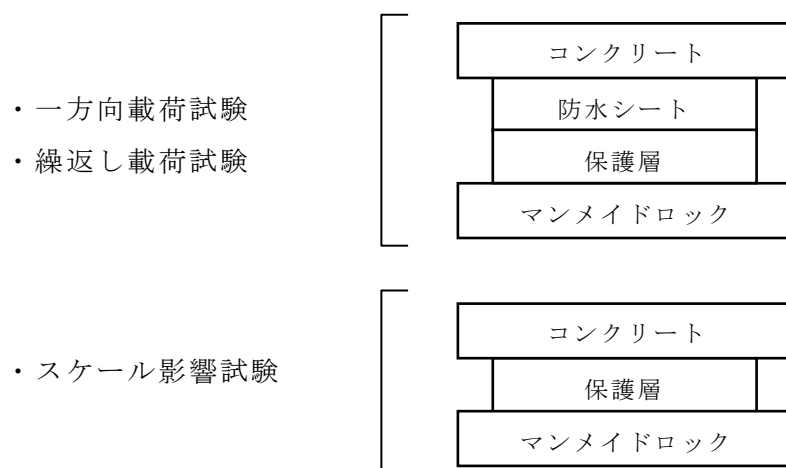 ・一方向載荷試験
・繰返し載荷試験
コンクリート
防水シート
保護層
マンメイドロック
・スケール影響試験
コンクリート
保護層
マンメイドロック